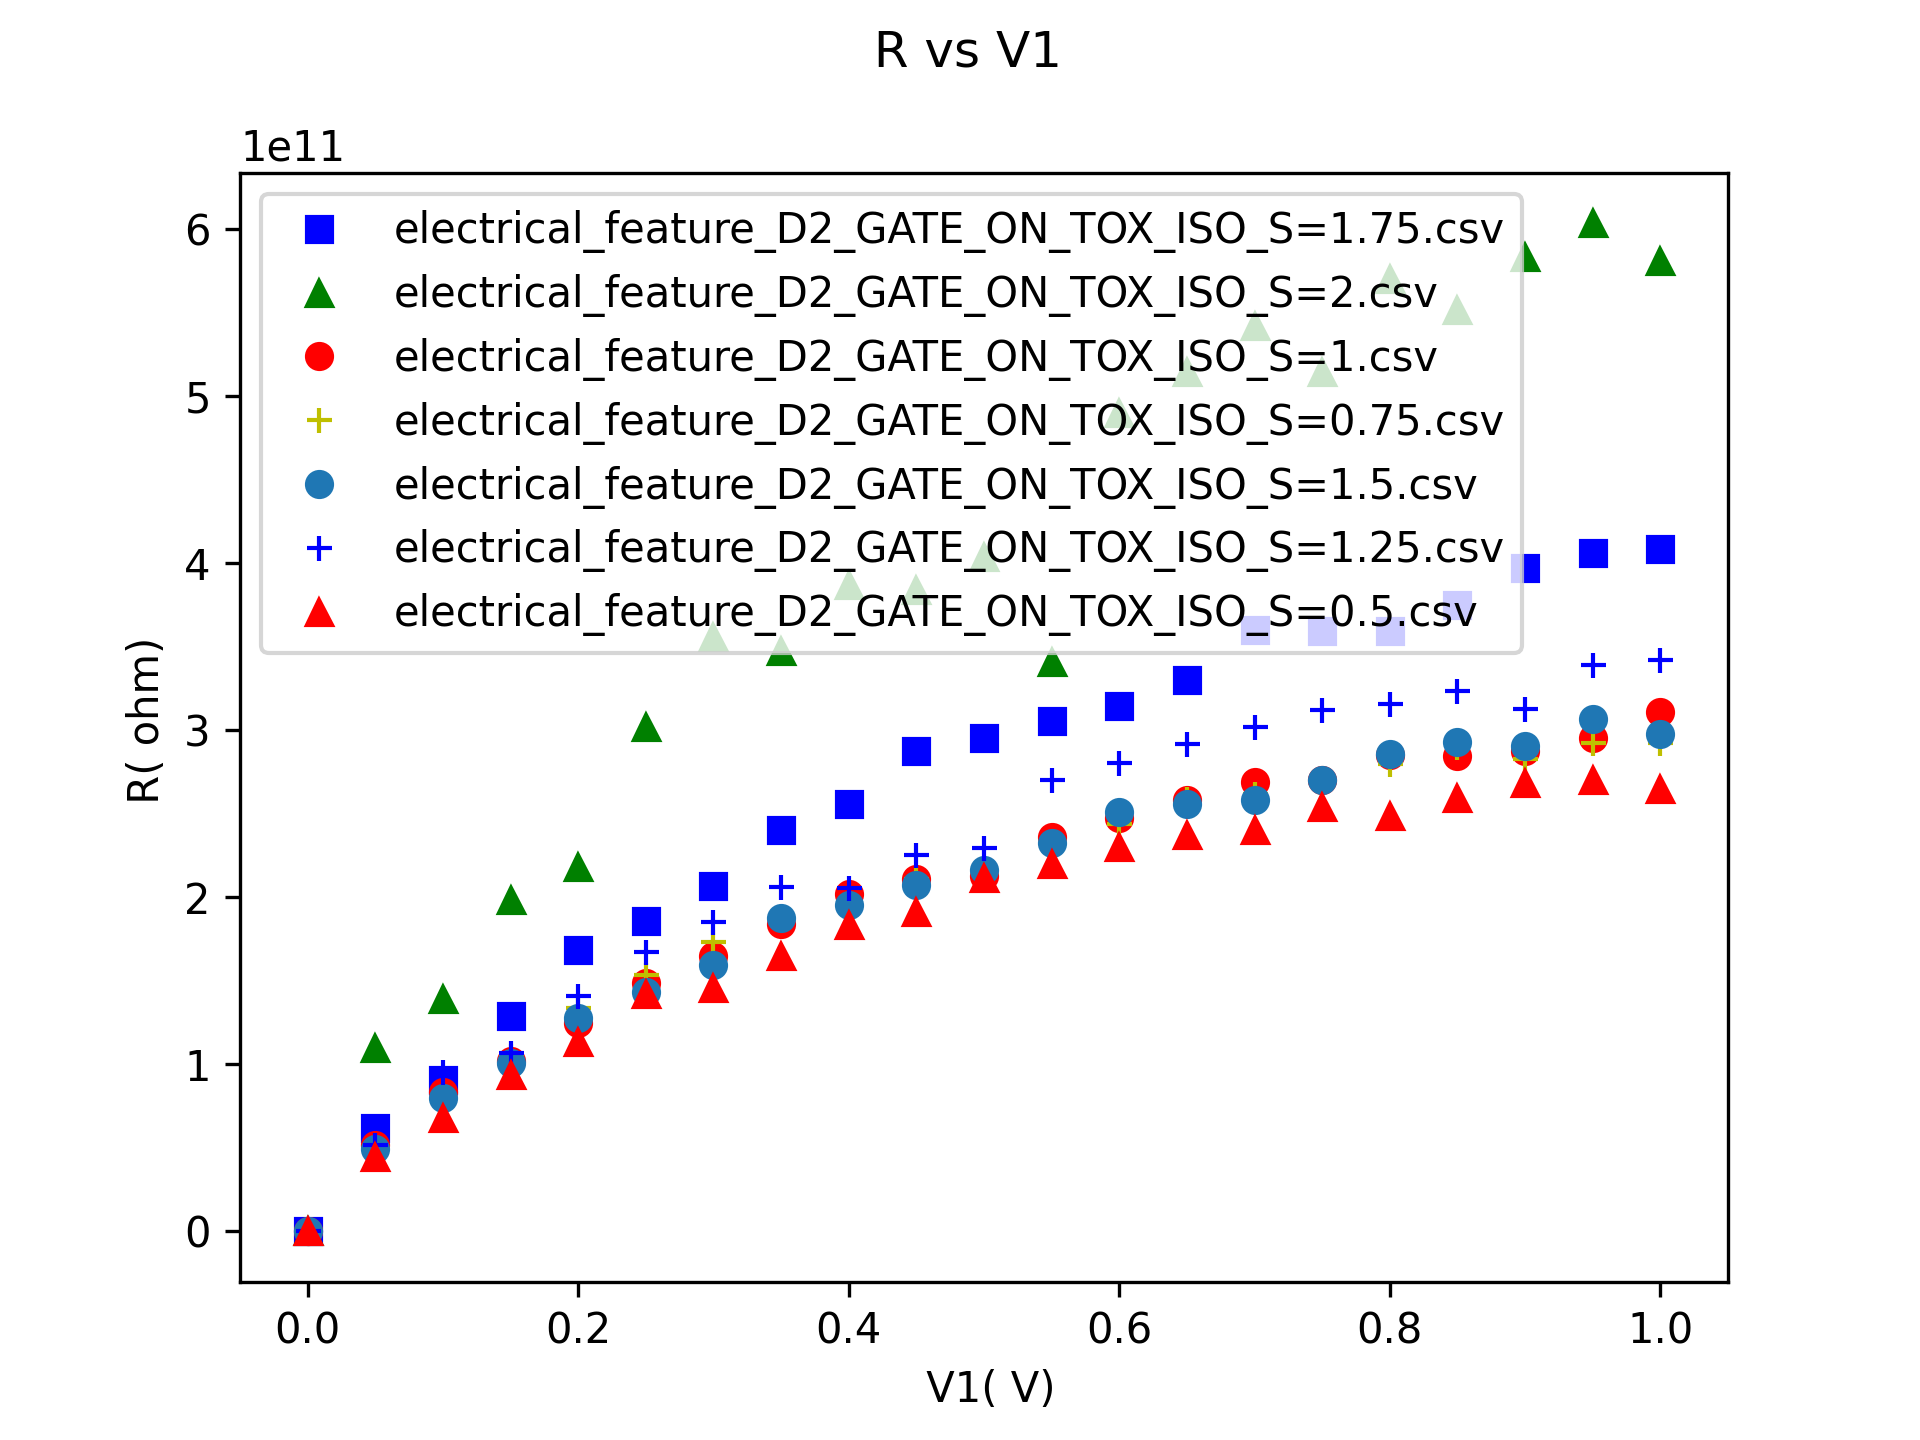 R vs V1
1e11
electrical_feature_D2_GATE_ON_TOX_ISO_S=1.75.csv
electrical_feature_D2_GATE_ON_TOX_ISO_S=2.csv
electrical_feature_D2_GATE_ON_TOX_ISO_S=1.csv
electrical_feature_D2_GATE_ON_TOX_ISO_S=0.75.csv
electrical_feature_D2_GATE_ON_TOX_ISO_S=1.5.csv
electrical_feature_D2_GATE_ON_TOX_ISO_S=1.25.csv
electrical_feature_D2_GATE_ON_TOX_ISO_S=0.5.csv
6
5
4
3
2
1
0
R( ohm)
0.0 0.2 0.4 0.6 0.8 1.0
V1( V)